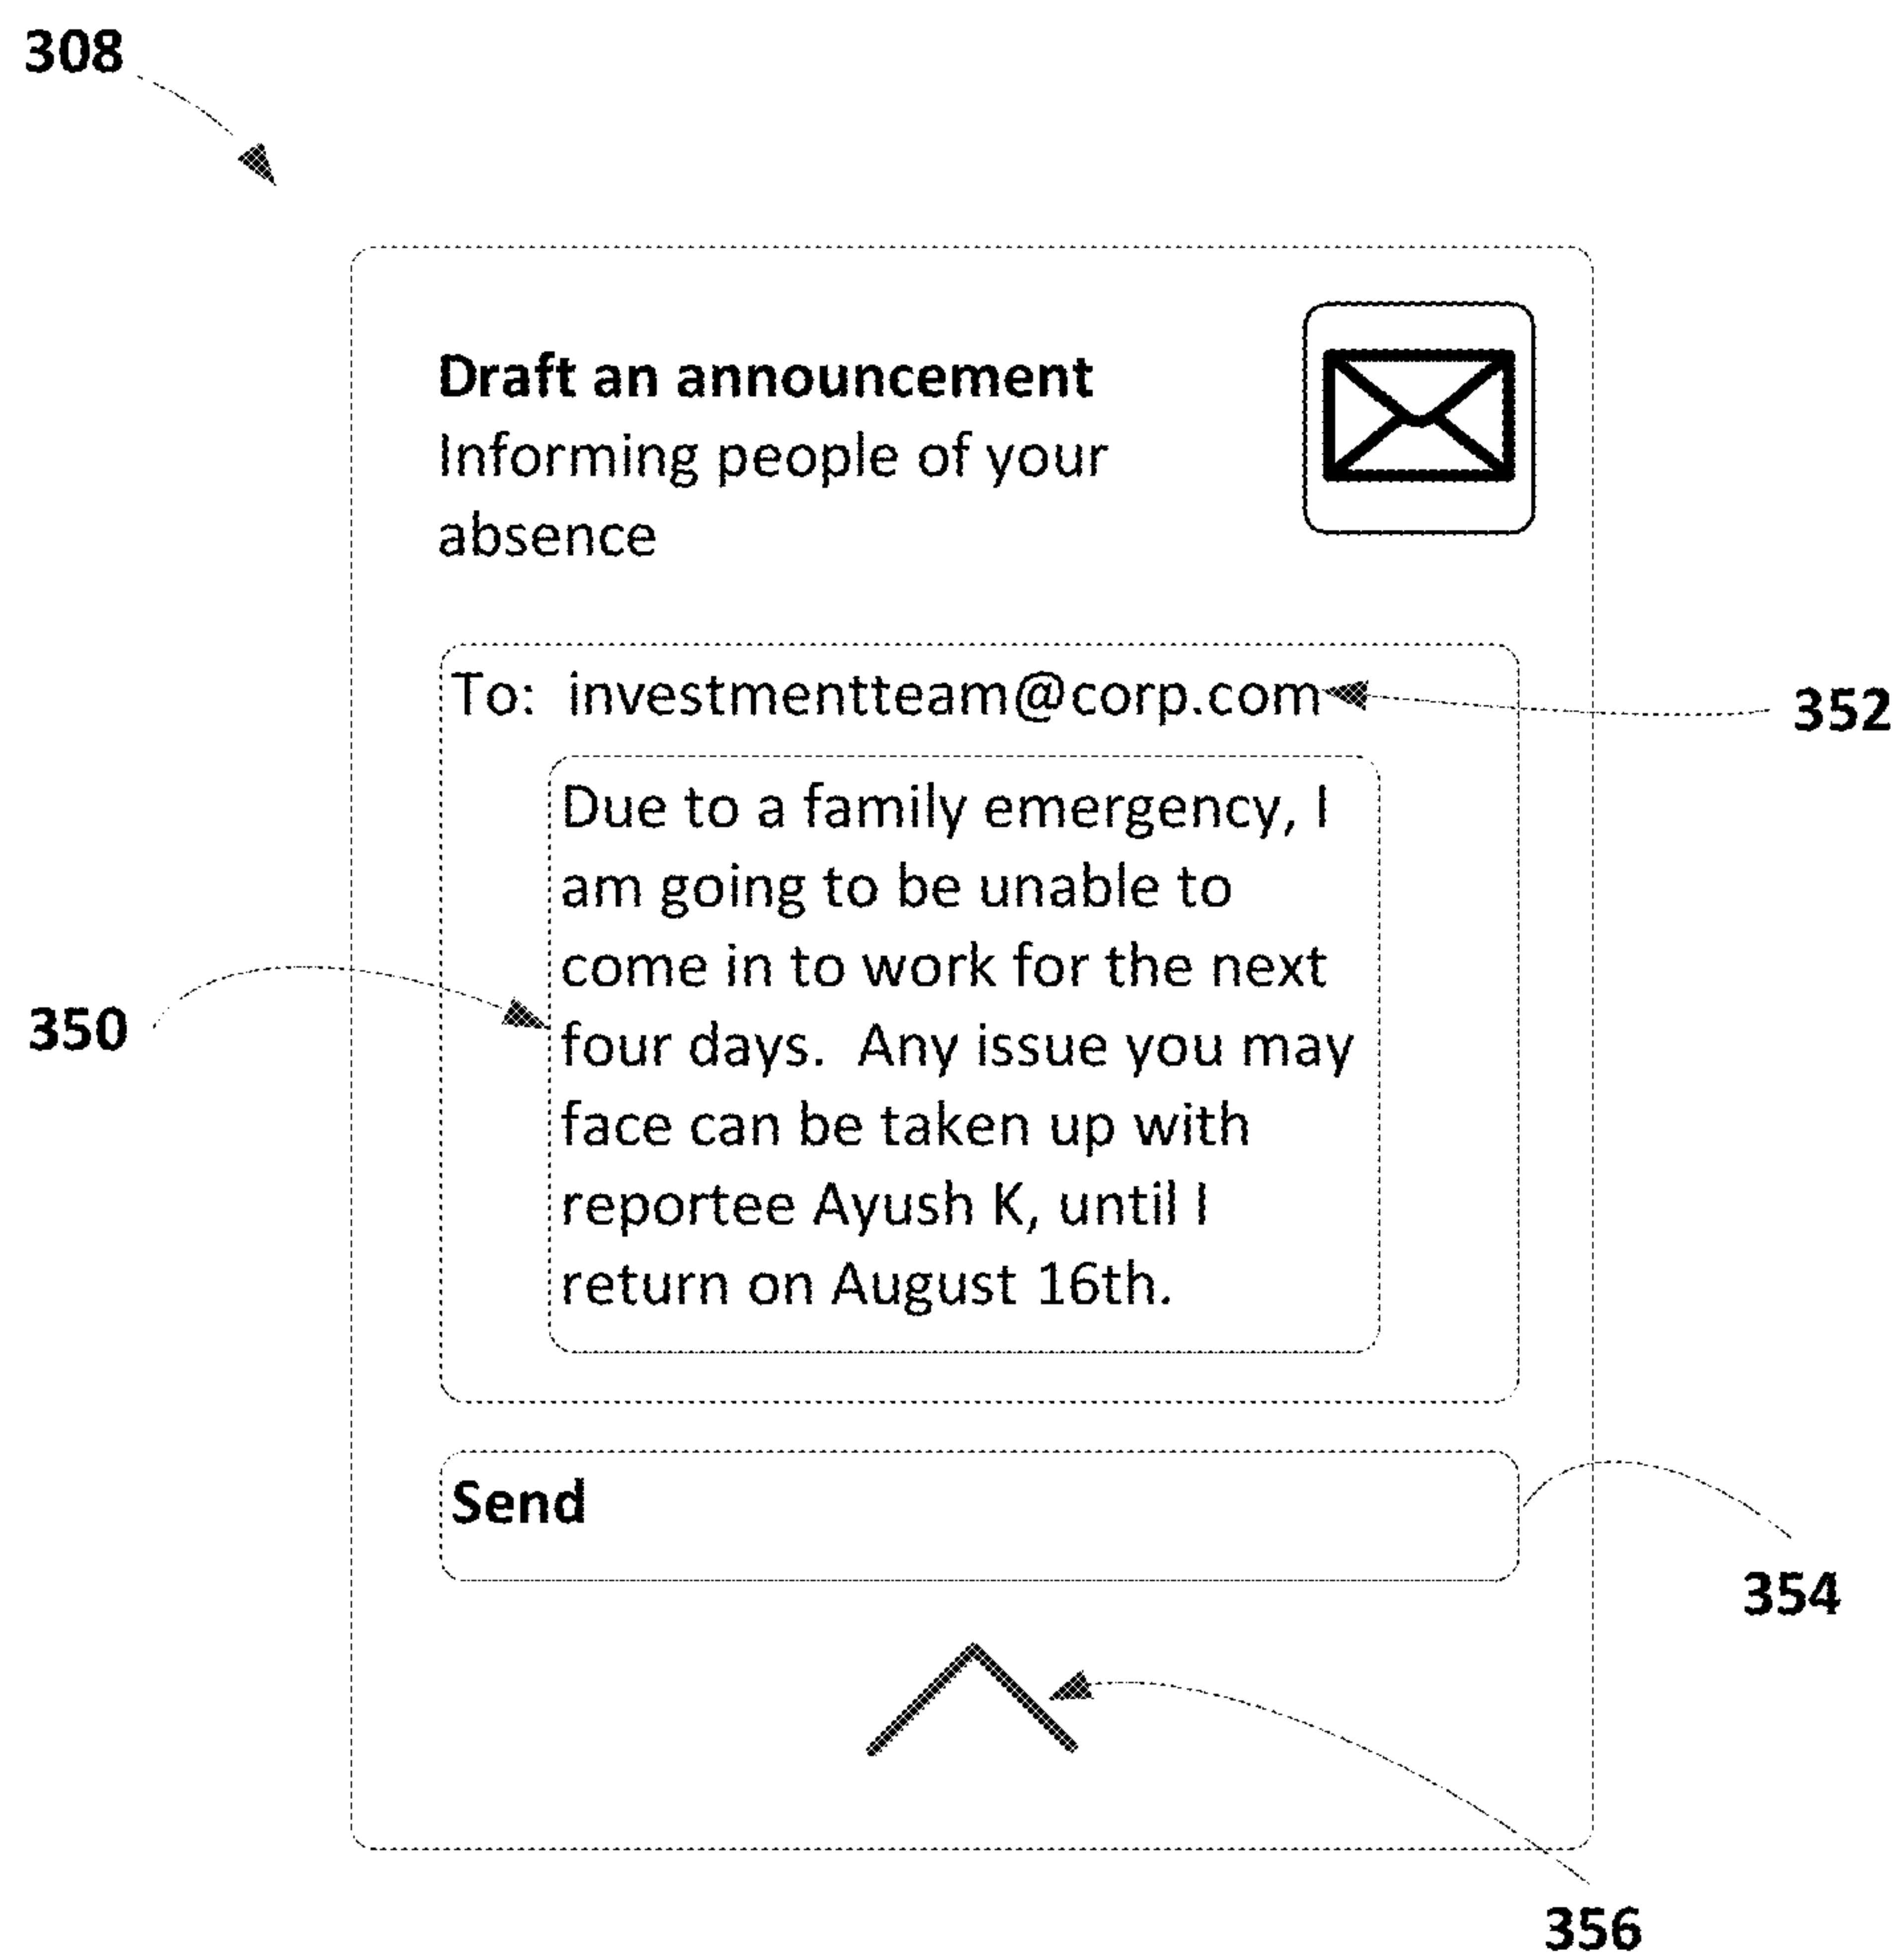 308
Draft an announcement
Informing people of your
absence
To: investmentteam@corp.com
352
Due to a family emergency, I
am going to be unable to
come in to work for the next
four days. Any issue you may
350
face can be taken up with
reportee Ayush K, until I
return on August 16th.
Send
354
356